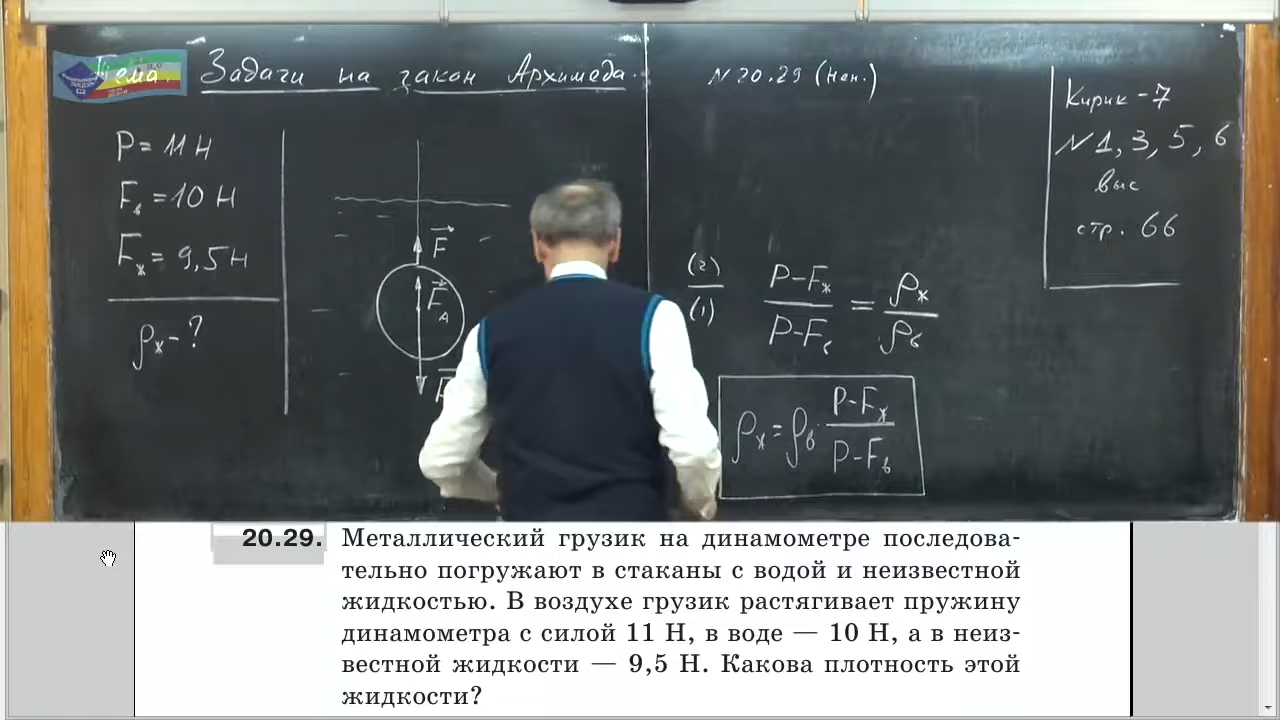 Тема. Задачи на закон Архимеда.
P = 11 Н
Fв = 10 Н
Fж = 9,5 Н
ρж - ?
F
FA
N 20.29 (Ген.)
(2)
(1)
P-Fж
P-Fв
=
ρж
ρв
ρж = ρв P-Fж
P-Fв
Кирик - 7
N 1, 3, 5, 6
выс
стр. 66
20.29. Металлический грузик на динамометре последова-
тельно погружают в стаканы с водой и неизвестной
жидкостью. В воздухе грузик растягивает пружину
динамометра с силой 11 Н, в воде — 10 Н, а в неиз-
вестной жидкости — 9,5 Н. Какова плотность этой
жидкости?